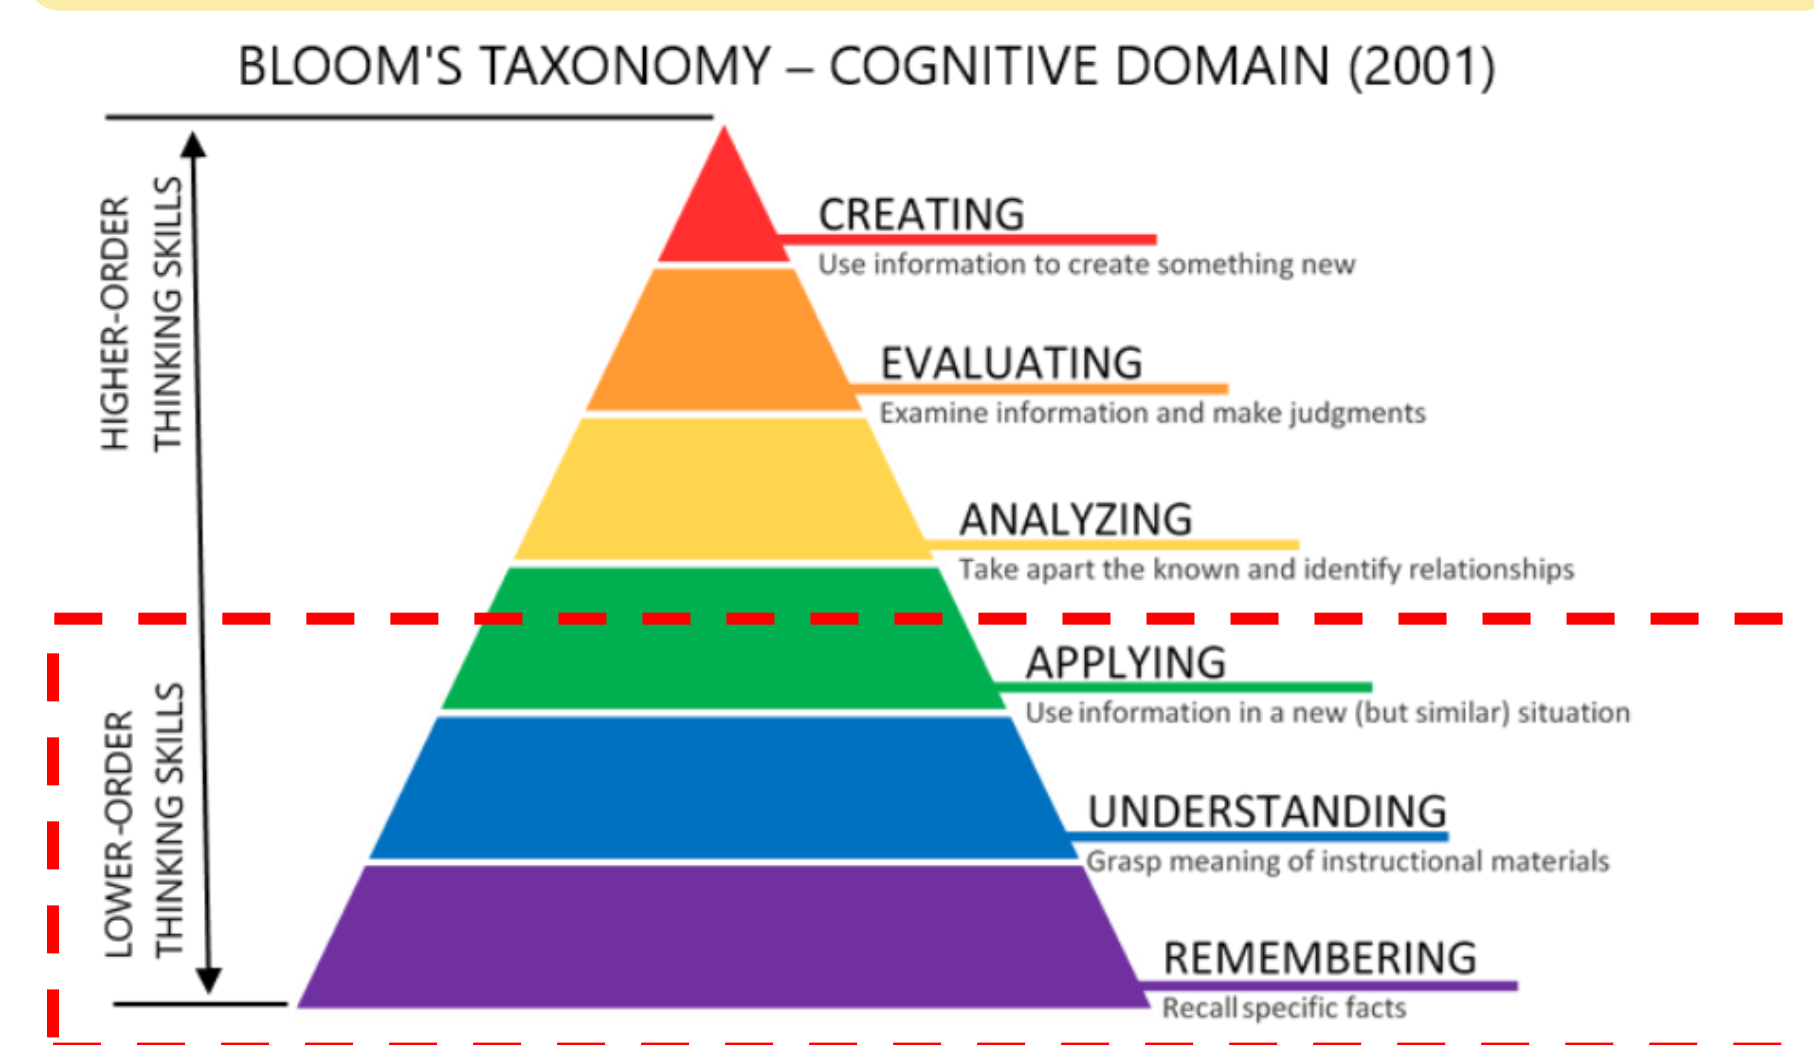 BLOOM'S TAXONOMY – COGNITIVE DOMAIN (2001)
HIGHER-ORDER
THINKING SKILLS
CREATING
Use information to create something new
EVALUATING
Examine information and make judgments
ANALYZING
Take apart the known and identify relationships
LOWER-ORDER
THINKING SKILLS
APPLYING
Use information in a new (but similar) situation
UNDERSTANDING
Grasp meaning of instructional materials
REMEMBERING
Recall specific facts